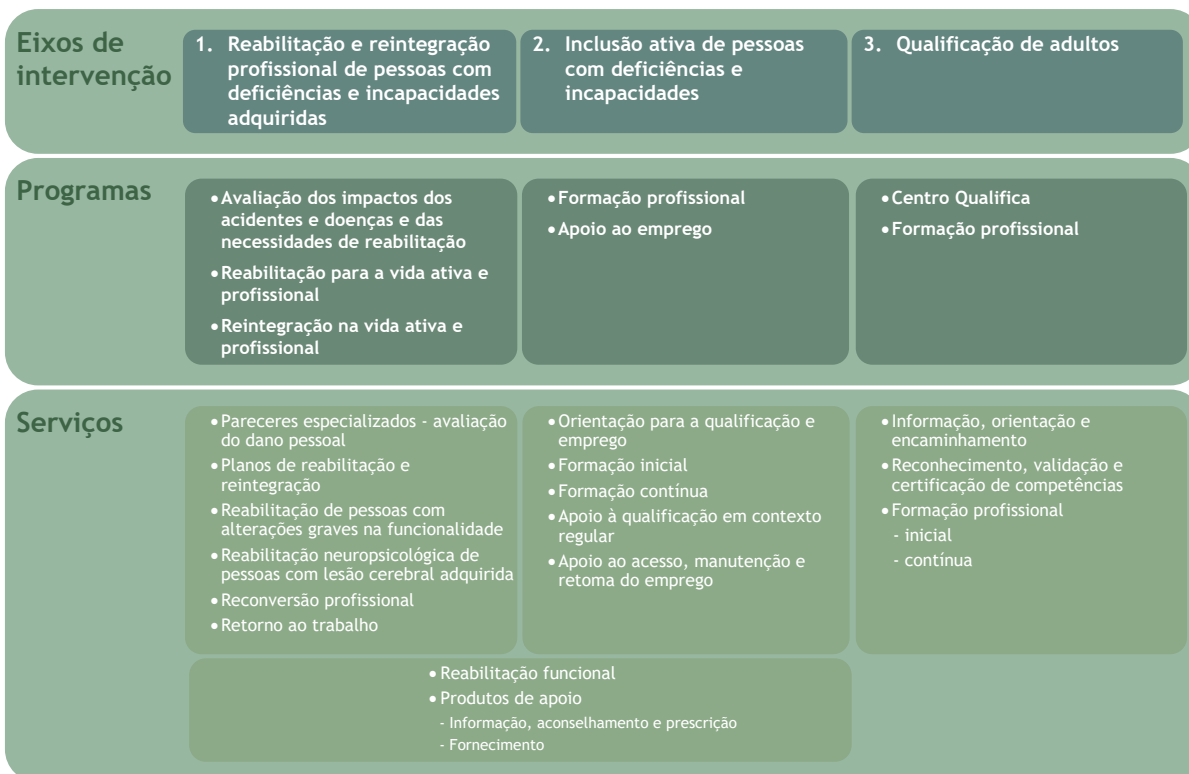 Eixos de
intervenção
1. Reabilitação e reintegração
profissional de pessoas com
deficiências e incapacidades
adquiridas
2. Inclusão ativa de pessoas
com deficiências e
incapacidades
3. Qualificação de adultos
Programas
• Avaliação dos impactos dos
acidentes e doenças e das
necessidades de reabilitação
• Reabilitação para a vida ativa e
profissional
• Reintegração na vida ativa e
profissional
• Formação profissional
• Apoio ao emprego
• Centro Qualifica
• Formação profissional
Serviços
• Pareceres especializados - avaliação
do dano pessoal
• Planos de reabilitação e
reintegração
• Reabilitação de pessoas com
alterações graves na funcionalidade
• Reabilitação neuropsicológica de
pessoas com lesão cerebral adquirida
• Reconversão profissional
• Retorno ao trabalho
• Orientação para a qualificação e
emprego
• Formação inicial
• Formação contínua
• Apoio à qualificação em contexto
regular
• Apoio ao acesso, manutenção e
retoma do emprego
• Informação, orientação e
encaminhamento
• Reconhecimento, validação e
certificação de competências
• Formação profissional
- inicial
- contínua
• Reabilitação funcional
• Produtos de apoio
- Informação, aconselhamento e prescrição
- Fornecimento